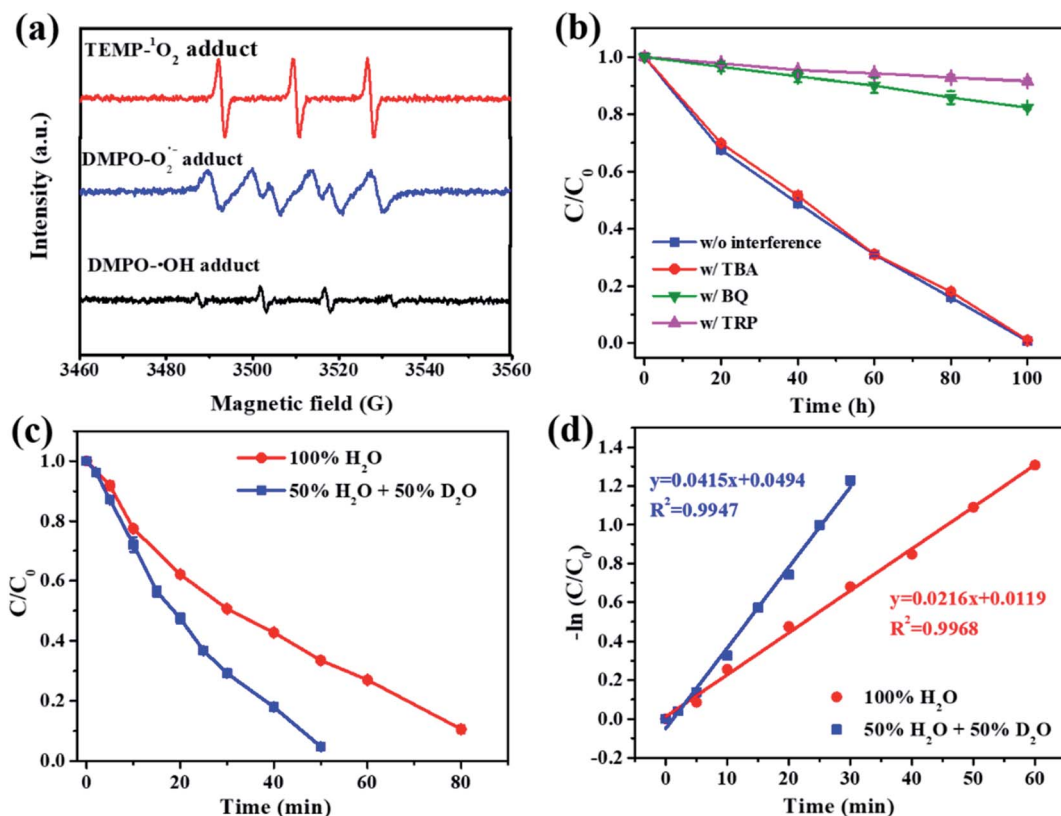 (a)
TEMP-¹O₂ adduct
DMPO-O₂˙⁻ adduct
DMPO-•OH adduct
Intensity (a.u.)
3460 3480 3500 3520 3540 3560
Magnetic field (G)
(b)
1.0
0.8
0.6
0.4
0.2
0.0
C/C₀
w/o interference
w/ TBA
w/ BQ
w/ TRP
0 20 40 60 80 100
Time (h)
(c)
1.0
0.8
0.6
0.4
0.2
0.0
C/C₀
100% H₂O
50% H₂O + 50% D₂O
0 20 40 60 80
Time (min)
(d)
1.4
1.2
1.0
0.8
0.6
0.4
0.2
0.0
-0.2
-ln (C/C₀)
y=0.0415x+0.0494
R²=0.9947
y=0.0216x+0.0119
R²=0.9968
100% H₂O
50% H₂O + 50% D₂O
0 10 20 30 40 50 60
Time (min)